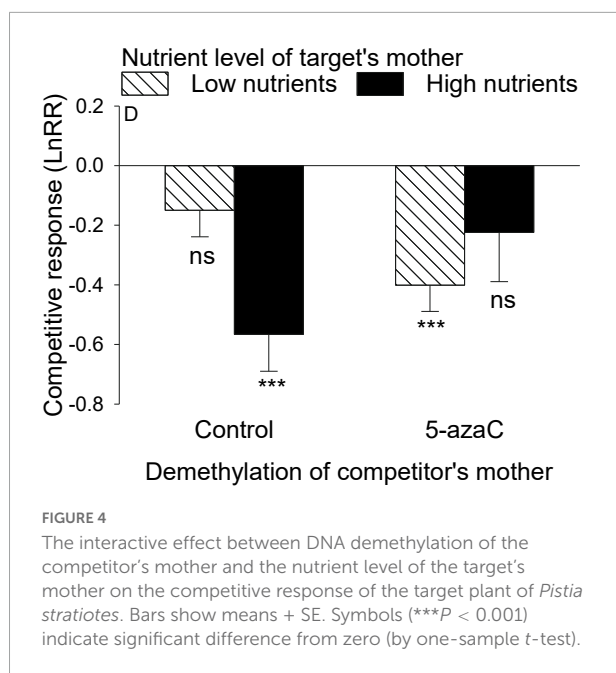 Nutrient level of target's mother
Low nutrients High nutrients
D
Competitive response (LnRR)
0.2
0.0
-0.2
-0.4
-0.6
-0.8
ns
***
***
ns
Control 5-azaC
Demethylation of competitor's mother
FIGURE 4
The interactive effect between DNA demethylation of the
competitor’s mother and the nutrient level of the target’s
mother on the competitive response of the target plant of Pistia
stratiotes. Bars show means + SE. Symbols (***P < 0.001)
indicate significant difference from zero (by one-sample t-test).